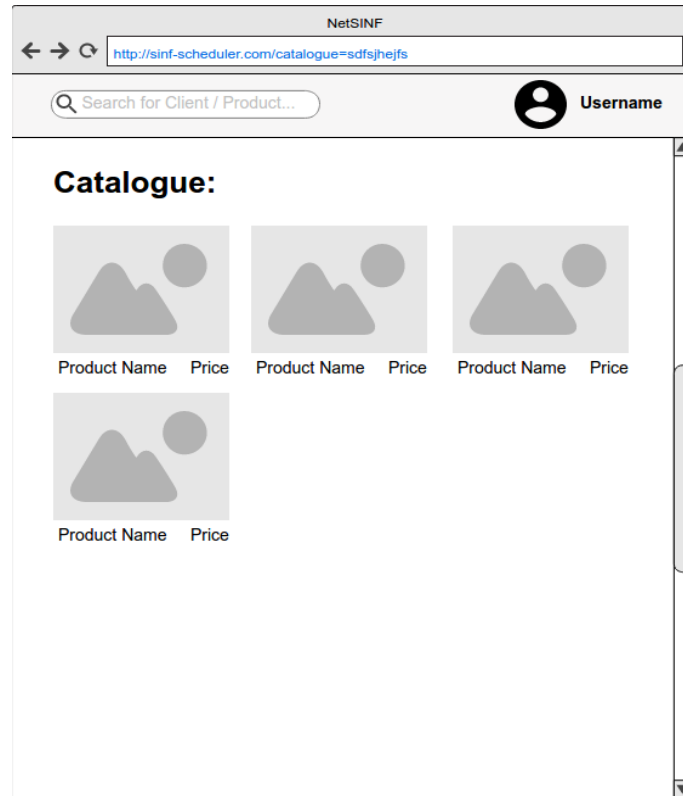 NetSINF
http://sinf-scheduler.com/catalogue=sdfsjhejfs
Search for Client / Product...
Username
Catalogue:
Product Name Price
Product Name Price
Product Name Price
Product Name Price